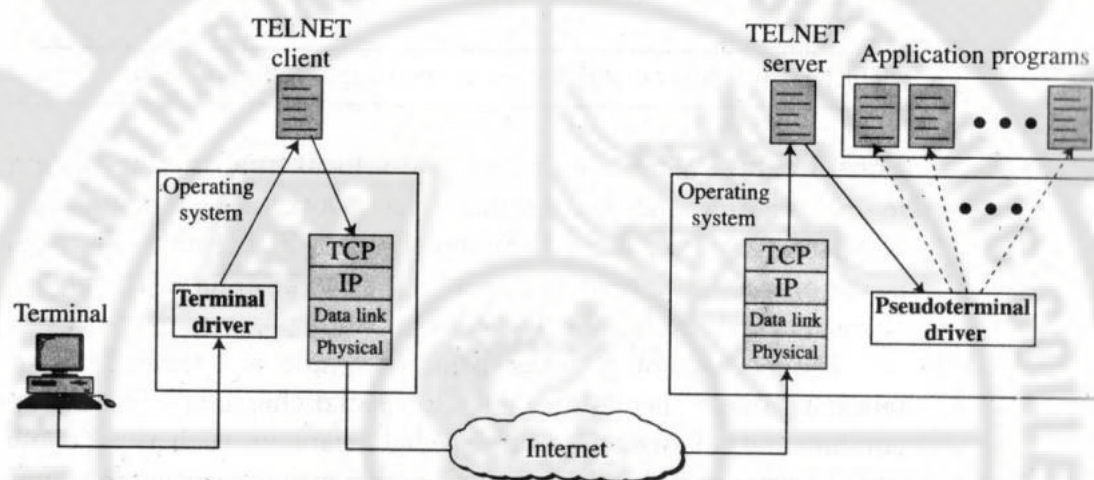 TELNET
client
TELNET
server
Application programs
Operating
system
TCP
IP
Data link
Physical
Terminal
driver
Terminal
Operating
system
TCP
IP
Data link
Physical
Pseudoterminal
driver
Internet